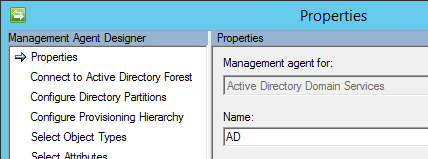 Properties
Management Agent Designer
Properties
Connect to Active Directory Forest
Configure Directory Partitions
Configure Provisioning Hierarchy
Select Object Types
Select Attributes
Properties
Management agent for:
Active Directory Domain Services
Name:
AD